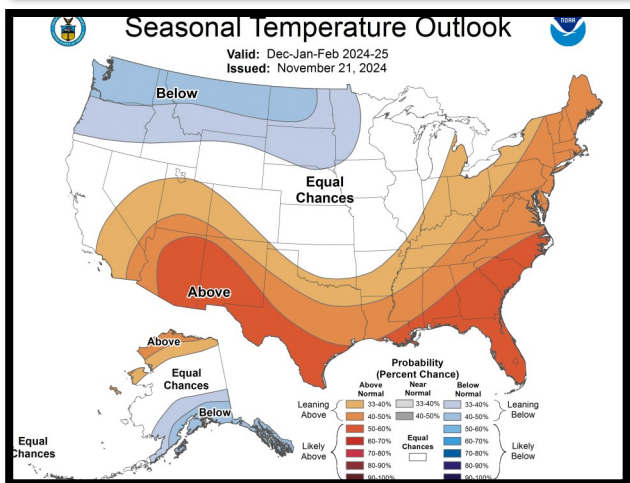 Seasonal Temperature Outlook
NOAA
Valid: Dec-Jan-Feb 2024-25
Issued: November 21, 2024
Below
Equal
Chances
Above
Above
Equal
Chances
Below
Equal
Chances
Probability
(Percent Chance)
Above
Normal
Near
Normal
Below
Normal
Leaning
Above
33-40%
33-40%
33-40%
Leaning
Below
40-50%
40-50%
40-50%
Likely
Above
50-60%
Equal
Chances
50-60%
Likely
Below
60-70%
60-70%
70-80%
70-80%
80-90%
80-90%
90-100%
90-100%